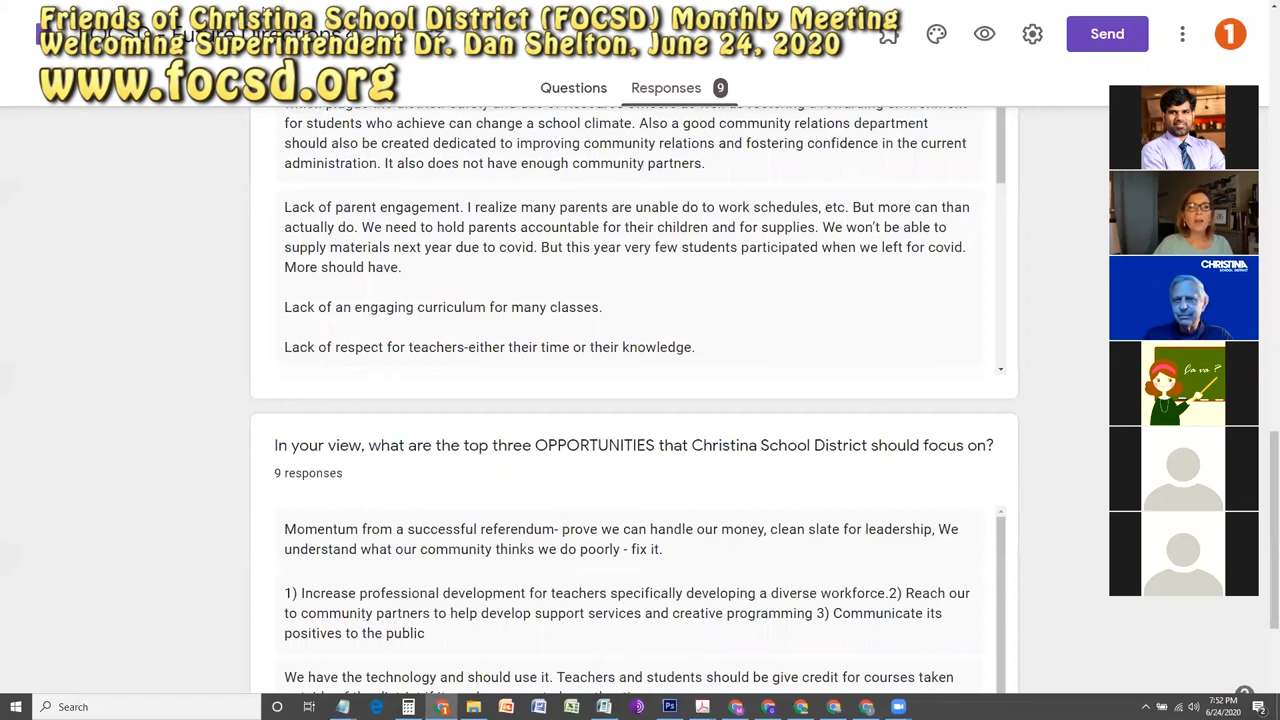 Friends of Christina School District (FOCSD) Monthly Meeting
Welcoming Superintendent Dr. Dan Shelton, June 24, 2020
www.focsd.org
Send
1
Questions
Responses 9
for students who achieve can change a school climate. Also a good community relations department
should also be created dedicated to improving community relations and fostering confidence in the current
administration. It also does not have enough community partners.
Lack of parent engagement. I realize many parents are unable do to work schedules, etc. But more can than
actually do. We need to hold parents accountable for their children and for supplies. We won't be able to
supply materials next year due to covid. But this year very few students participated when we left for covid.
More should have.
Lack of an engaging curriculum for many classes.
Lack of respect for teachers-either their time or their knowledge.
In your view, what are the top three OPPORTUNITIES that Christina School District should focus on?
9 responses
Momentum from a successful referendum- prove we can handle our money, clean slate for leadership, We
understand what our community thinks we do poorly - fix it.
1) Increase professional development for teachers specifically developing a diverse workforce.2) Reach our
to community partners to help develop support services and creative programming 3) Communicate its
positives to the public
We have the technology and should use it. Teachers and students should be give credit for courses taken
CHRISTINA
SCHOOL DISTRICT
Ça va ?
Search
7:52 PM
6/24/2020